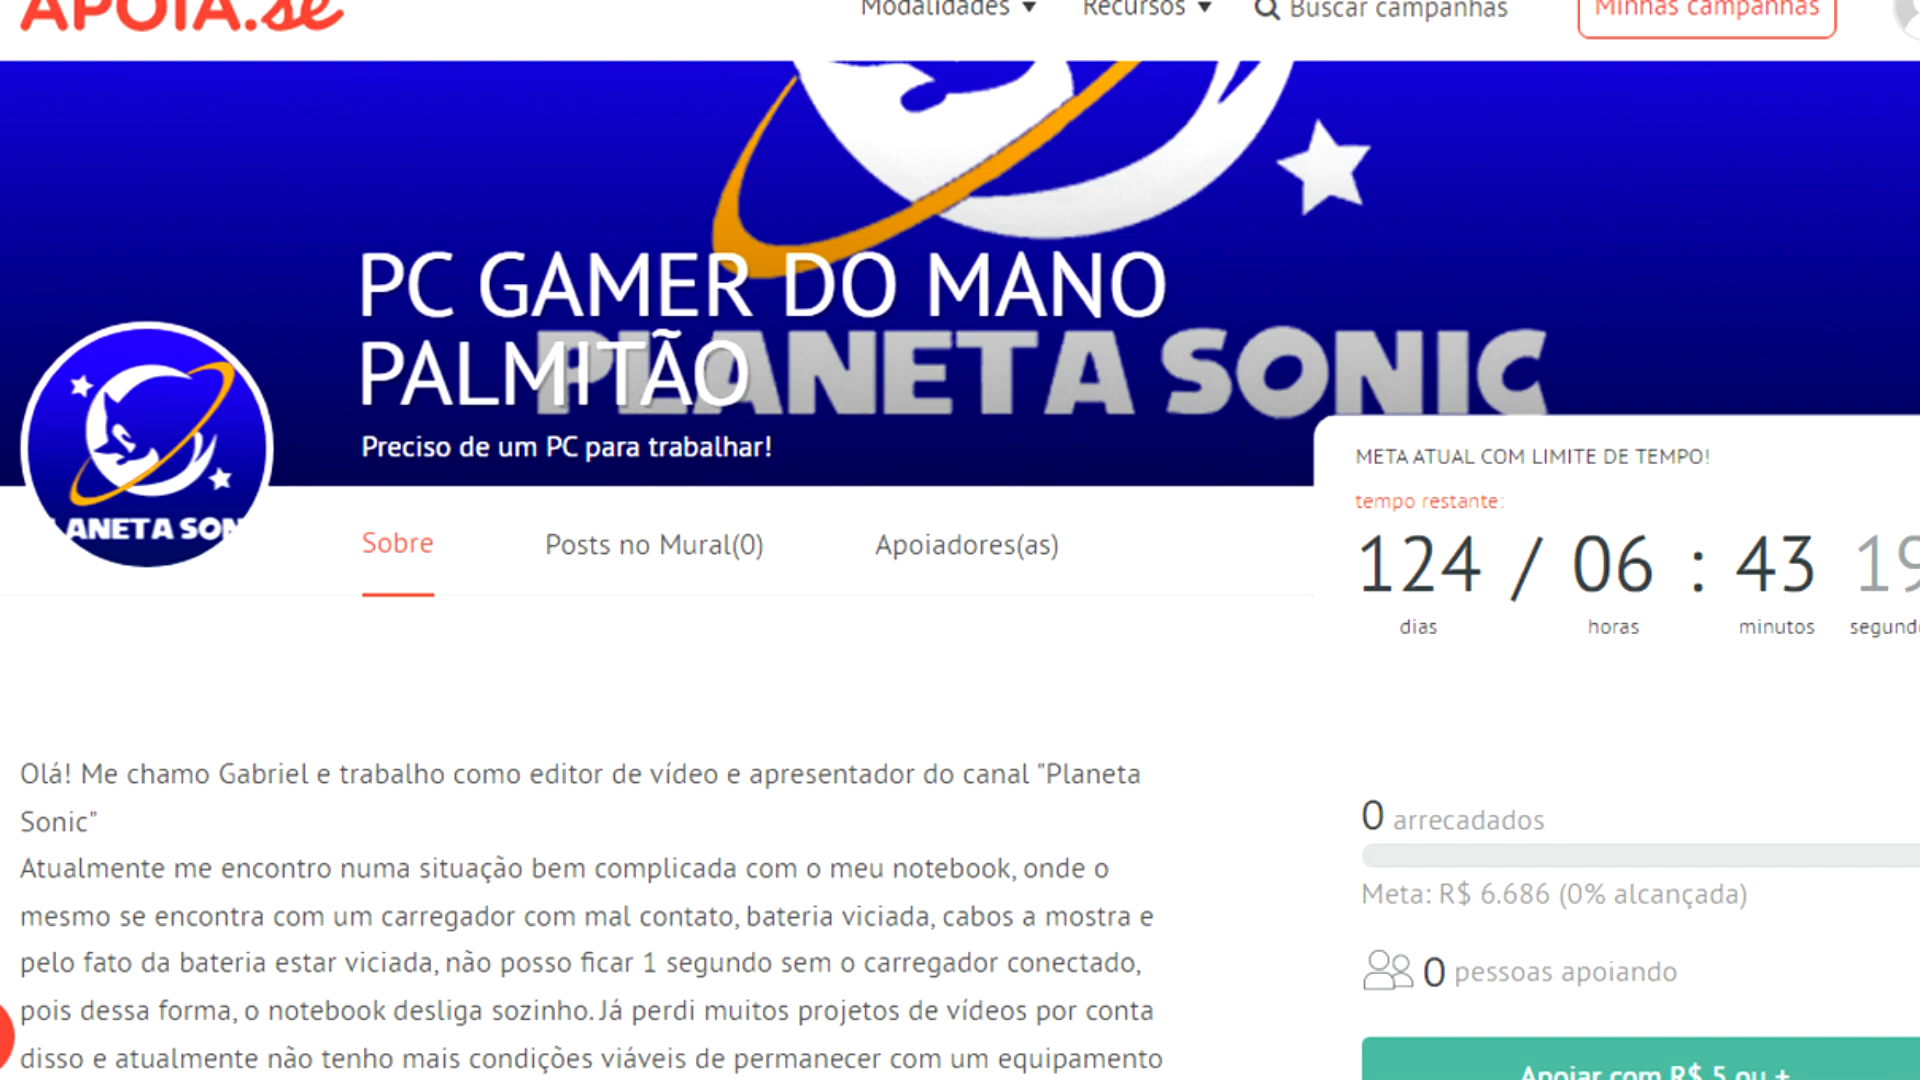 APOIA.se
Modalidades ▼ Recursos ▼ Buscar campanhas Minhas campanhas
PC GAMER DO MANO
PALMITÃO
PLANETA SONIC
Preciso de um PC para trabalhar!
LANETA SON
META ATUAL COM LIMITE DE TEMPO!
tempo restante:
124 / 06 : 43 19
dias horas minutos segund
Sobre Posts no Mural(0) Apoiadores(as)
Olá! Me chamo Gabriel e trabalho como editor de vídeo e apresentador do canal "Planeta
Sonic"
Atualmente me encontro numa situação bem complicada com o meu notebook, onde o
mesmo se encontra com um carregador com mal contato, bateria viciada, cabos a mostra e
pelo fato da bateria estar viciada, não posso ficar 1 segundo sem o carregador conectado,
pois dessa forma, o notebook desliga sozinho. Já perdi muitos projetos de vídeos por conta
disso e atualmente não tenho mais condições viáveis de permanecer com um equipamento
0 arrecadados
Meta: R$ 6.686 (0% alcançada)
0 pessoas apoiando
Apoiar com R$ 5 ou +